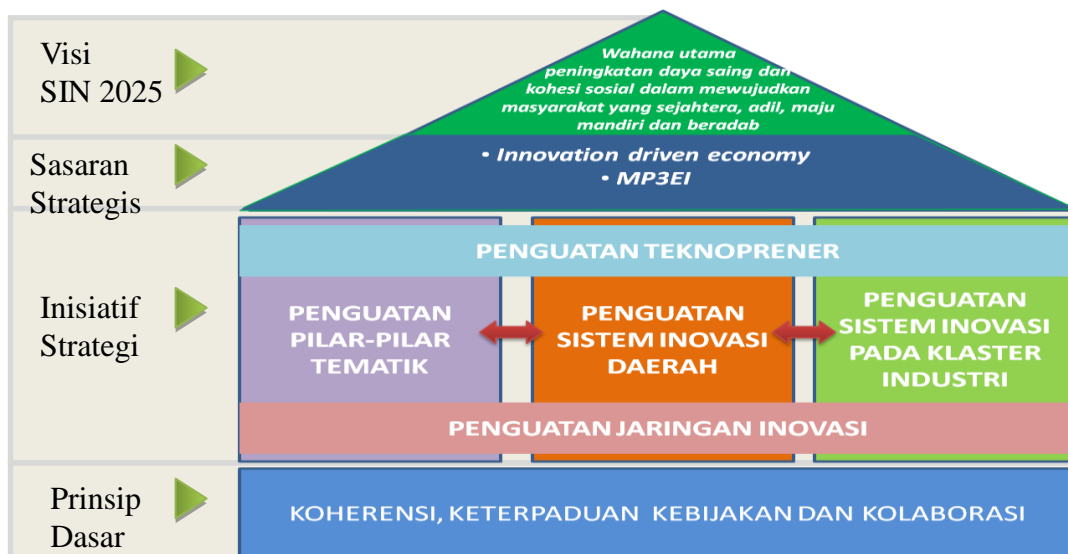 Visi
SIN 2025
Wahana utama
peningkatan daya saing dan
kohesi sosial dalam mewujudkan
masyarakat yang sejahtera, adil, maju
mandiri dan beradab
Sasaran
Strategis
• Innovation driven economy
• MP3EI
Inisiatif
Strategi
PENGUATAN TEKNOPRENER
PENGUATAN
PILAR-PILAR
TEMATIK
PENGUATAN
SISTEM INOVASI
DAERAH
PENGUATAN
SISTEM INOVASI
PADA KLASTER
INDUSTRI
PENGUATAN JARINGAN INOVASI
Prinsip
Dasar
KOHERENSI, KETERPADUAN KEBIJAKAN DAN KOLABORASI